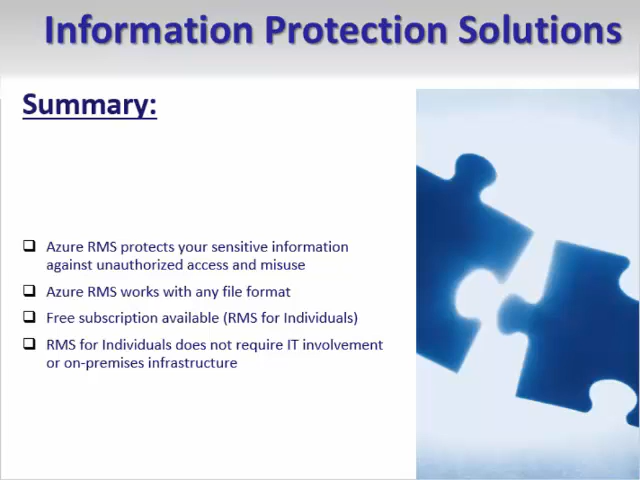 Information Protection Solutions
Summary:
❑ Azure RMS protects your sensitive information
against unauthorized access and misuse
❑ Azure RMS works with any file format
❑ Free subscription available (RMS for Individuals)
❑ RMS for Individuals does not require IT involvement
or on-premises infrastructure